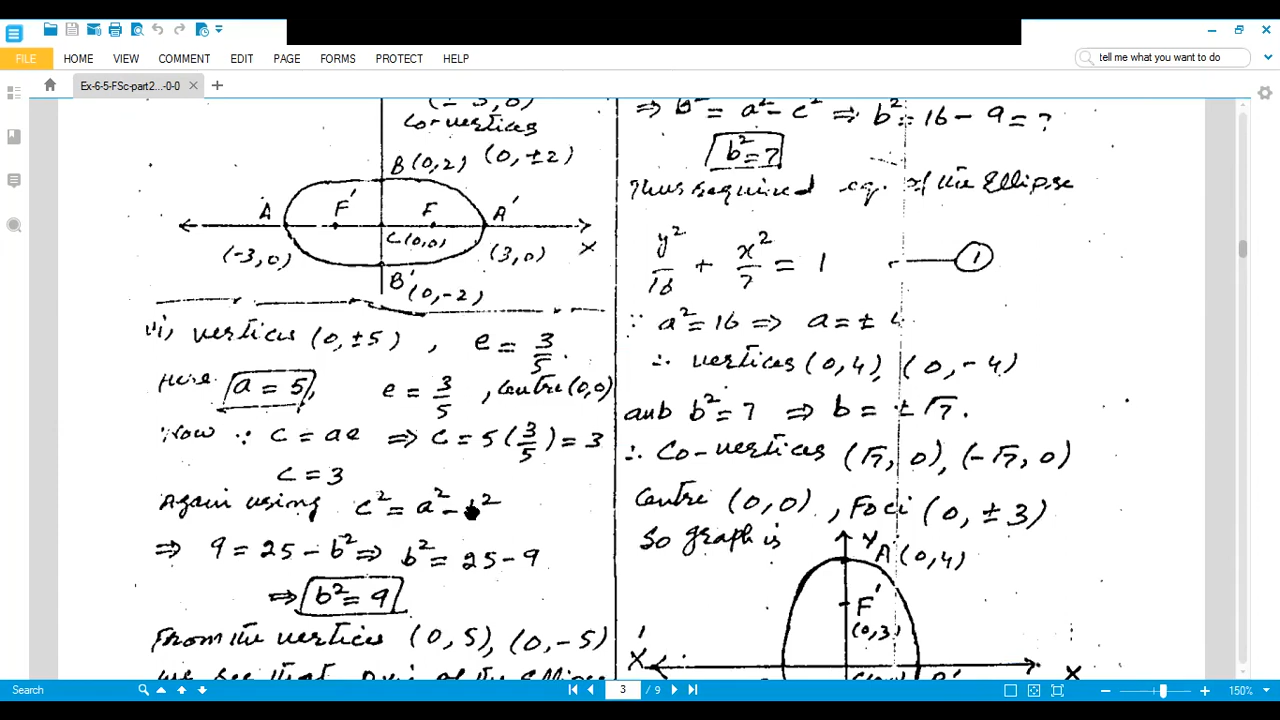 FILE HOME VIEW COMMENT EDIT PAGE FORMS PROTECT HELP
tell me what you want to do
Ex-6-5-FSc-part2...-0-0
Co-vertices
B(0,2) (0, ±2)
A F' F A'
C(0,0)
X
(-3,0) (3,0)
B'(0,-2)
vertices (0, ±5) , e = 3/5.
Here a = 5, e = 3/5 , centre (0,0)
Now ∵ c = ae ⇒ c = 5(3/5) = 3
c = 3
Again using c² = a² -
⇒ 9 = 25 - b² ⇒ b² = 25 - 9
⇒ b² = 9
From the vertices (0, 5), (0, -5)
we see that
⇒ b² = a² - c² ⇒ b² = 16 - 9 = 7
b² = 7
Thus required eq. of the Ellipse
y²/16 + x²/7 = 1 ①
∵ a² = 16 ⇒ a = ± 4
∴ vertices (0, 4), (0, -4)
and b² = 7 ⇒ b = ±√7.
∴ Co-vertices (√7, 0), (-√7, 0)
Centre (0, 0) , Foci (0, ± 3)
So graph is
Y A'(0,4)
F'
(0,3)
X' X
Search
3 / 9
150%